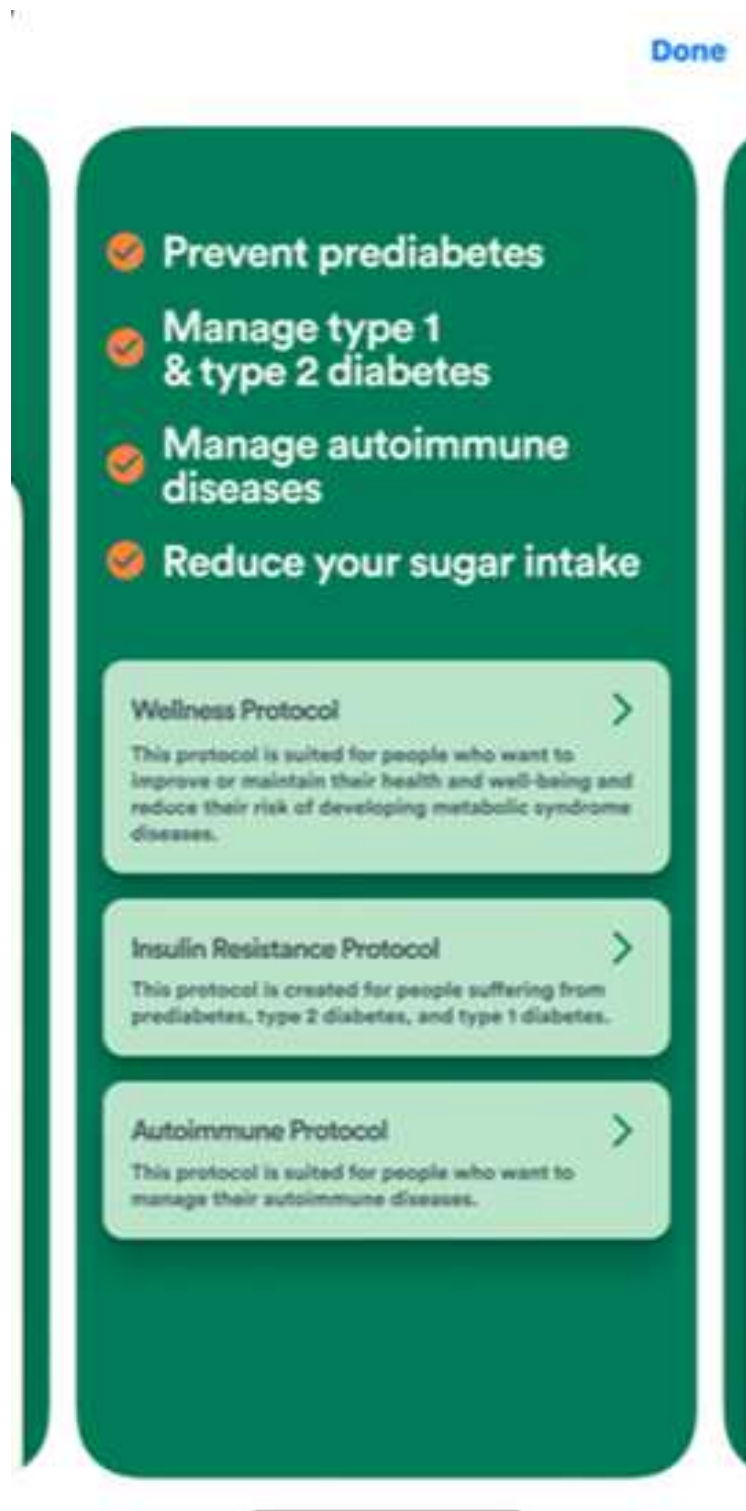 Done
Prevent prediabetes
Manage type 1
& type 2 diabetes
Manage autoimmune
diseases
Reduce your sugar intake
Wellness Protocol
This protocol is suited for people who want to
improve or maintain their health and well-being and
reduce their risk of developing metabolic syndrome
diseases.
Insulin Resistance Protocol
This protocol is created for people suffering from
prediabetes, type 2 diabetes, and type 1 diabetes.
Autoimmune Protocol
This protocol is suited for people who want to
manage their autoimmune diseases.